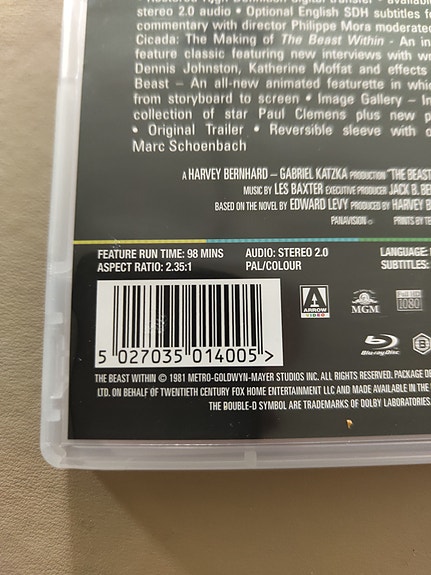 stereo 2.0 audio • Optional English SDH subtitles fo
commentary with director Philippe Mora moderated
Cicada: The Making of The Beast Within - An in
feature classic featuring new interviews with wr
Dennis Johnston, Katherine Moffat and effects
Beast – An all-new animated featurette in which
from storyboard to screen • Image Gallery – In
collection of star Paul Clemens plus new p
• Original Trailer • Reversible sleeve with o
Marc Schoenbach
A HARVEY BERNHARD – GABRIEL KATZKA PRODUCTION "THE BEAST
MUSIC BY LES BAXTER EXECUTIVE PRODUCER JACK B. BE
BASED ON THE NOVEL BY EDWARD LEVY PRODUCED BY HARVEY B
PANAVISION © PRINTS BY TE
FEATURE RUN TIME: 98 MINS AUDIO: STEREO 2.0 LANGUAGE:
ASPECT RATIO: 2.35:1 PAL/COLOUR SUBTITLES:
ARROW
VIDEO
MGM
Full HD
1080
Blu-ray Disc
B
5 027035 014005 >
THE BEAST WITHIN © 1981 METRO-GOLDWYN-MAYER STUDIOS INC. ALL RIGHTS RESERVED. PACKAGE DE
LTD. ON BEHALF OF TWENTIETH CENTURY FOX HOME ENTERTAINMENT LLC AND MADE AVAILABLE IN THE
THE DOUBLE-D SYMBOL ARE TRADEMARKS OF DOLBY LABORATORIES.